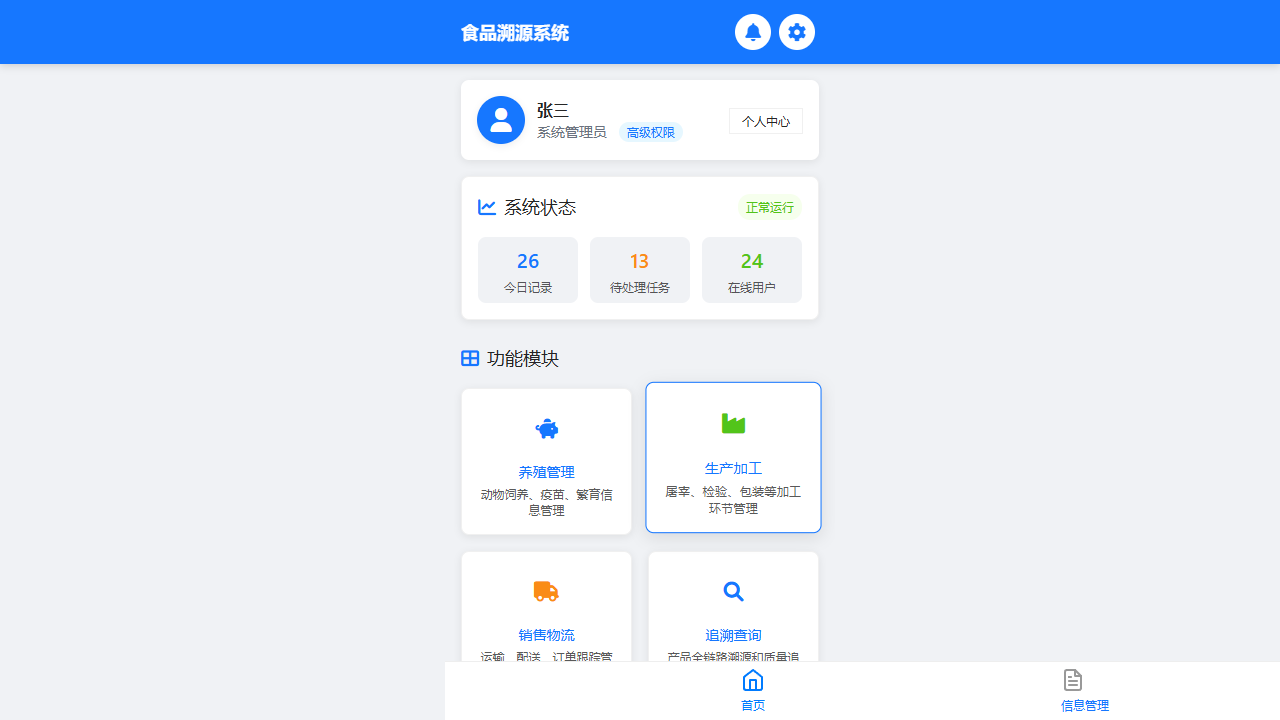 食品溯源系统
张三
系统管理员 高级权限
个人中心
系统状态
正常运行
26
今日记录
13
待处理任务
24
在线用户
功能模块
养殖管理
动物饲养、疫苗、繁育信
息管理
生产加工
屠宰、检验、包装等加工
环节管理
销售物流
运输、配送、订单跟踪管
追溯查询
产品全链路溯源和质量追
首页
信息管理